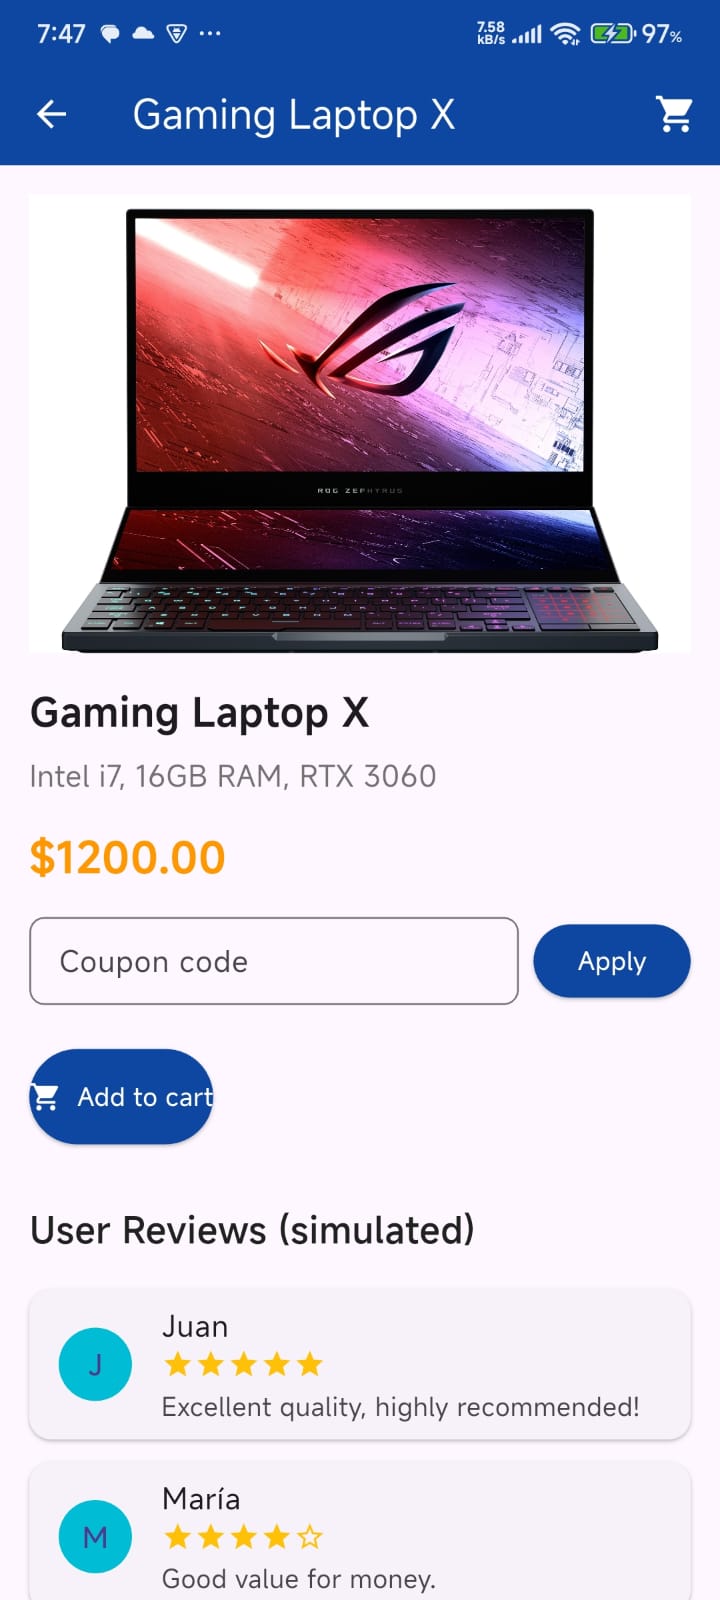 7:47
7.58
kB/s
97%
Gaming Laptop X
ROG ZEPHYRUS
Gaming Laptop X
Intel i7, 16GB RAM, RTX 3060
$1200.00
Coupon code
Apply
Add to cart
User Reviews (simulated)
J
Juan
Excellent quality, highly recommended!
M
María
Good value for money.